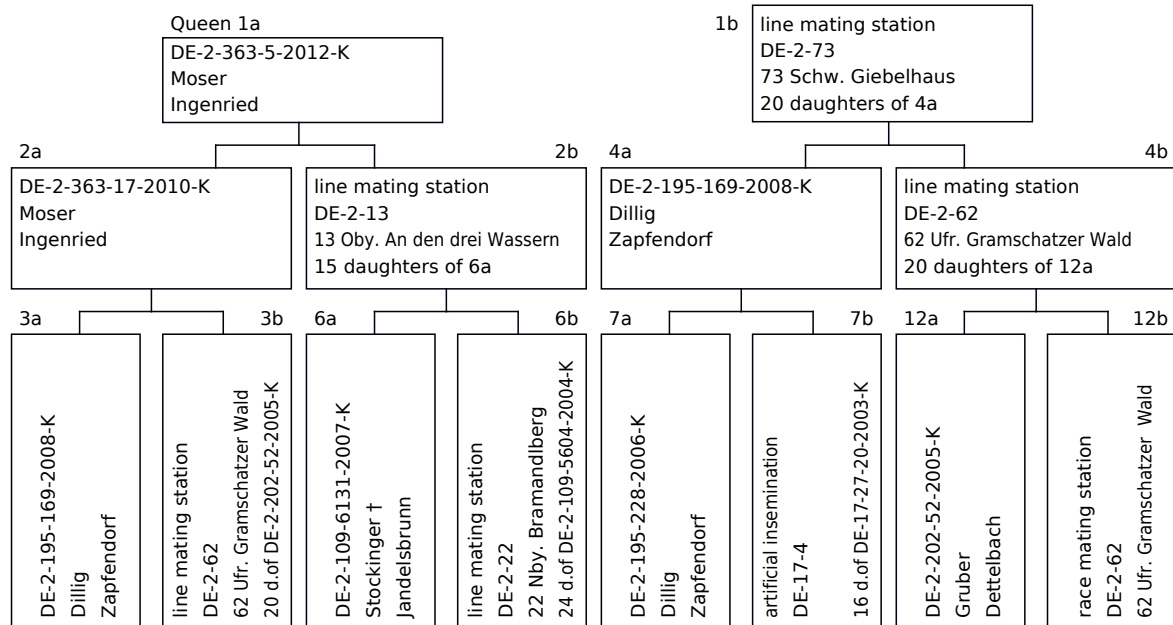 Queen 1a
DE-2-363-5-2012-K
Moser
Ingenried
1b
line mating station
DE-2-73
73 Schw. Giebelhaus
20 daughters of 4a
2a
DE-2-363-17-2010-K
Moser
Ingenried
2b
line mating station
DE-2-13
13 Oby. An den drei Wassern
15 daughters of 6a
4a
DE-2-195-169-2008-K
Dillig
Zapfendorf
4b
line mating station
DE-2-62
62 Ufr. Gramschatzer Wald
20 daughters of 12a
3a
DE-2-195-169-2008-K
Dillig
Zapfendorf
3b
line mating station
DE-2-62
62 Ufr. Gramschatzer Wald
20 d.of DE-2-202-52-2005-K
6a
DE-2-109-6131-2007-K
Stockinger †
Jandelsbrunn
6b
line mating station
DE-2-22
22 Nby. Bramandlberg
24 d.of DE-2-109-5604-2004-K
7a
DE-2-195-228-2006-K
Dillig
Zapfendorf
7b
artificial insemination
DE-17-4
16 d.of DE-17-27-20-2003-K
12a
DE-2-202-52-2005-K
Gruber
Dettelbach
12b
race mating station
DE-2-62
62 Ufr. Gramschatzer Wald